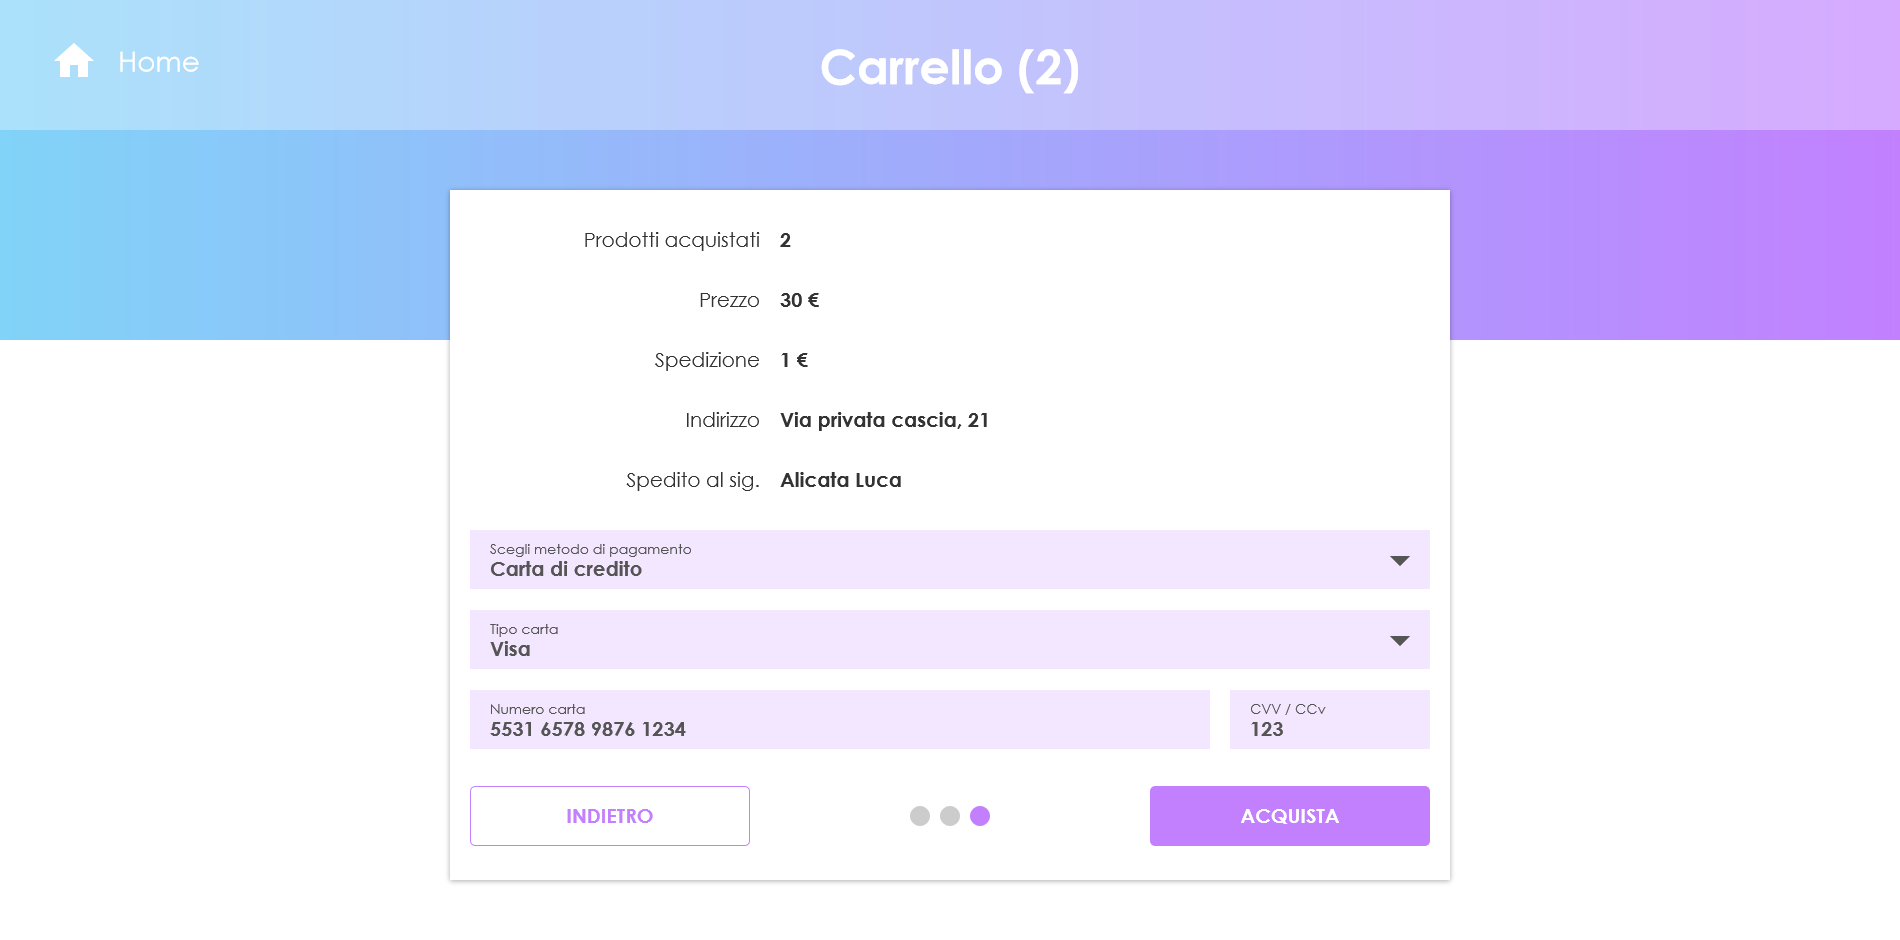 Home
Carrello (2)
Prodotti acquistati 2
Prezzo 30 €
Spedizione 1 €
Indirizzo Via privata cascia, 21
Spedito al sig. Alicata Luca
Scegli metodo di pagamento
Carta di credito
Tipo carta
Visa
Numero carta
5531 6578 9876 1234
CVV / CCv
123
INDIETRO
ACQUISTA